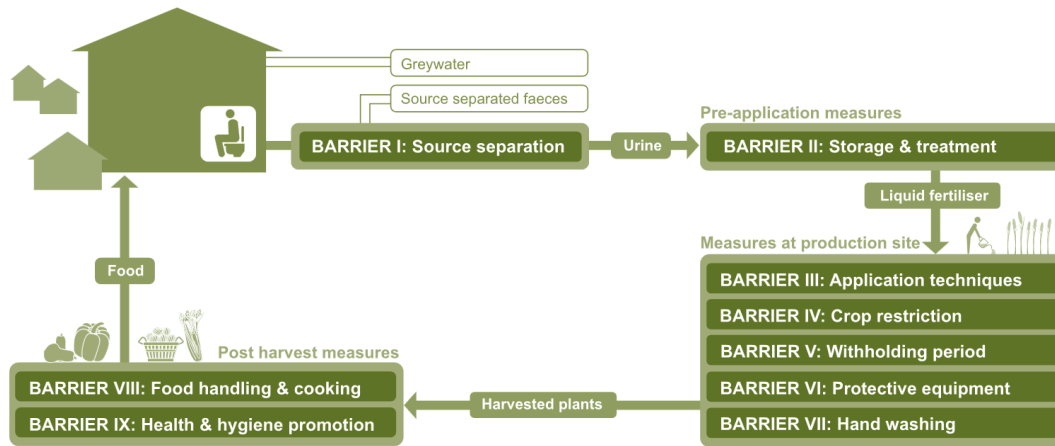 Greywater
Source separated faeces
BARRIER I: Source separation
Urine
Pre-application measures
BARRIER II: Storage & treatment
Liquid fertiliser
Measures at production site
BARRIER III: Application techniques
BARRIER IV: Crop restriction
BARRIER V: Withholding period
BARRIER VI: Protective equipment
BARRIER VII: Hand washing
Harvested plants
Post harvest measures
BARRIER VIII: Food handling & cooking
BARRIER IX: Health & hygiene promotion
Food